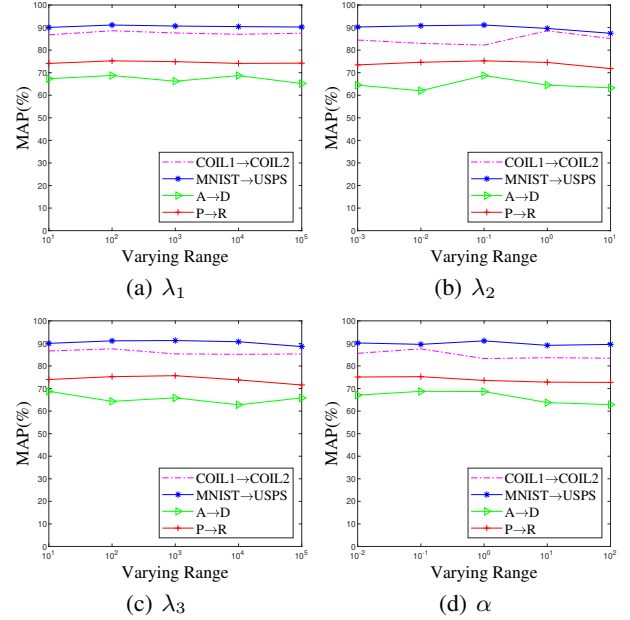 MAP(%)
100
90
80
70
60
50
40
30
20
10
0
COIL1→COIL2
MNIST→USPS
A→D
P→R
10^1 10^2 10^3 10^4 10^5
Varying Range
(a) λ₁
MAP(%)
100
90
80
70
60
50
40
30
20
10
0
COIL1→COIL2
MNIST→USPS
A→D
P→R
10^-3 10^-2 10^-1 10^0 10^1
Varying Range
(b) λ₂
MAP(%)
100
90
80
70
60
50
40
30
20
10
0
COIL1→COIL2
MNIST→USPS
A→D
P→R
10^1 10^2 10^3 10^4 10^5
Varying Range
(c) λ₃
MAP(%)
100
90
80
70
60
50
40
30
20
10
0
COIL1→COIL2
MNIST→USPS
A→D
P→R
10^-2 10^-1 10^0 10^1 10^2
Varying Range
(d) α